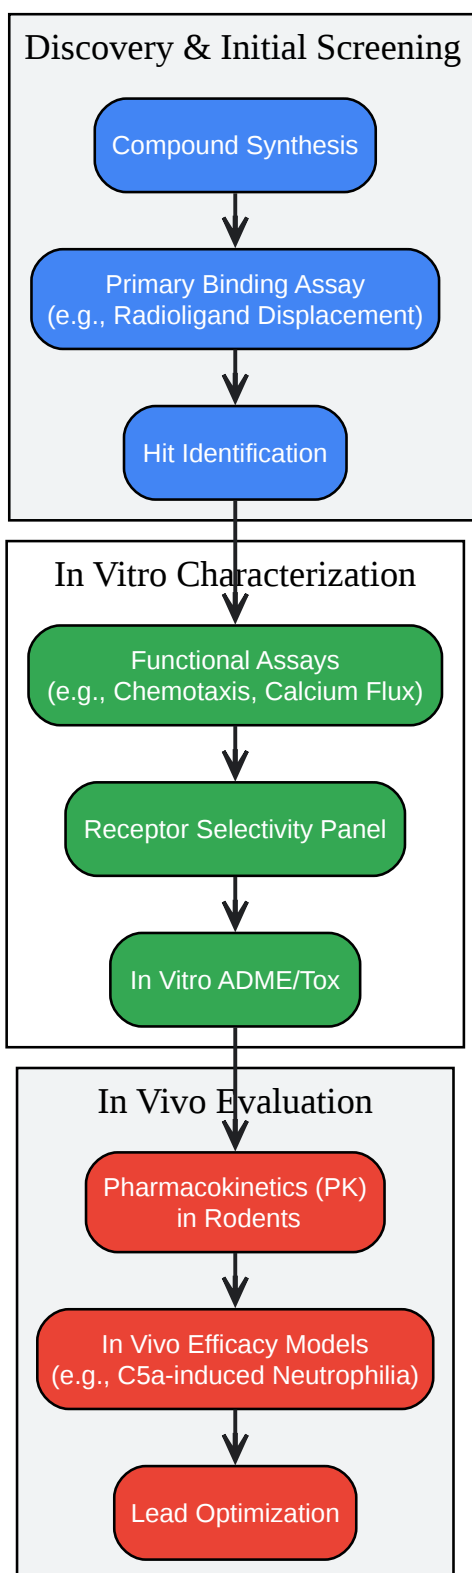 Discovery & Initial Screening
Compound Synthesis
Primary Binding Assay
(e.g., Radioligand Displacement)
Hit Identification
In Vitro Characterization
Functional Assays
(e.g., Chemotaxis, Calcium Flux)
Receptor Selectivity Panel
In Vitro ADME/Tox
In Vivo Evaluation
Pharmacokinetics (PK)
in Rodents
In Vivo Efficacy Models
(e.g., C5a-induced Neutrophilia)
Lead Optimization